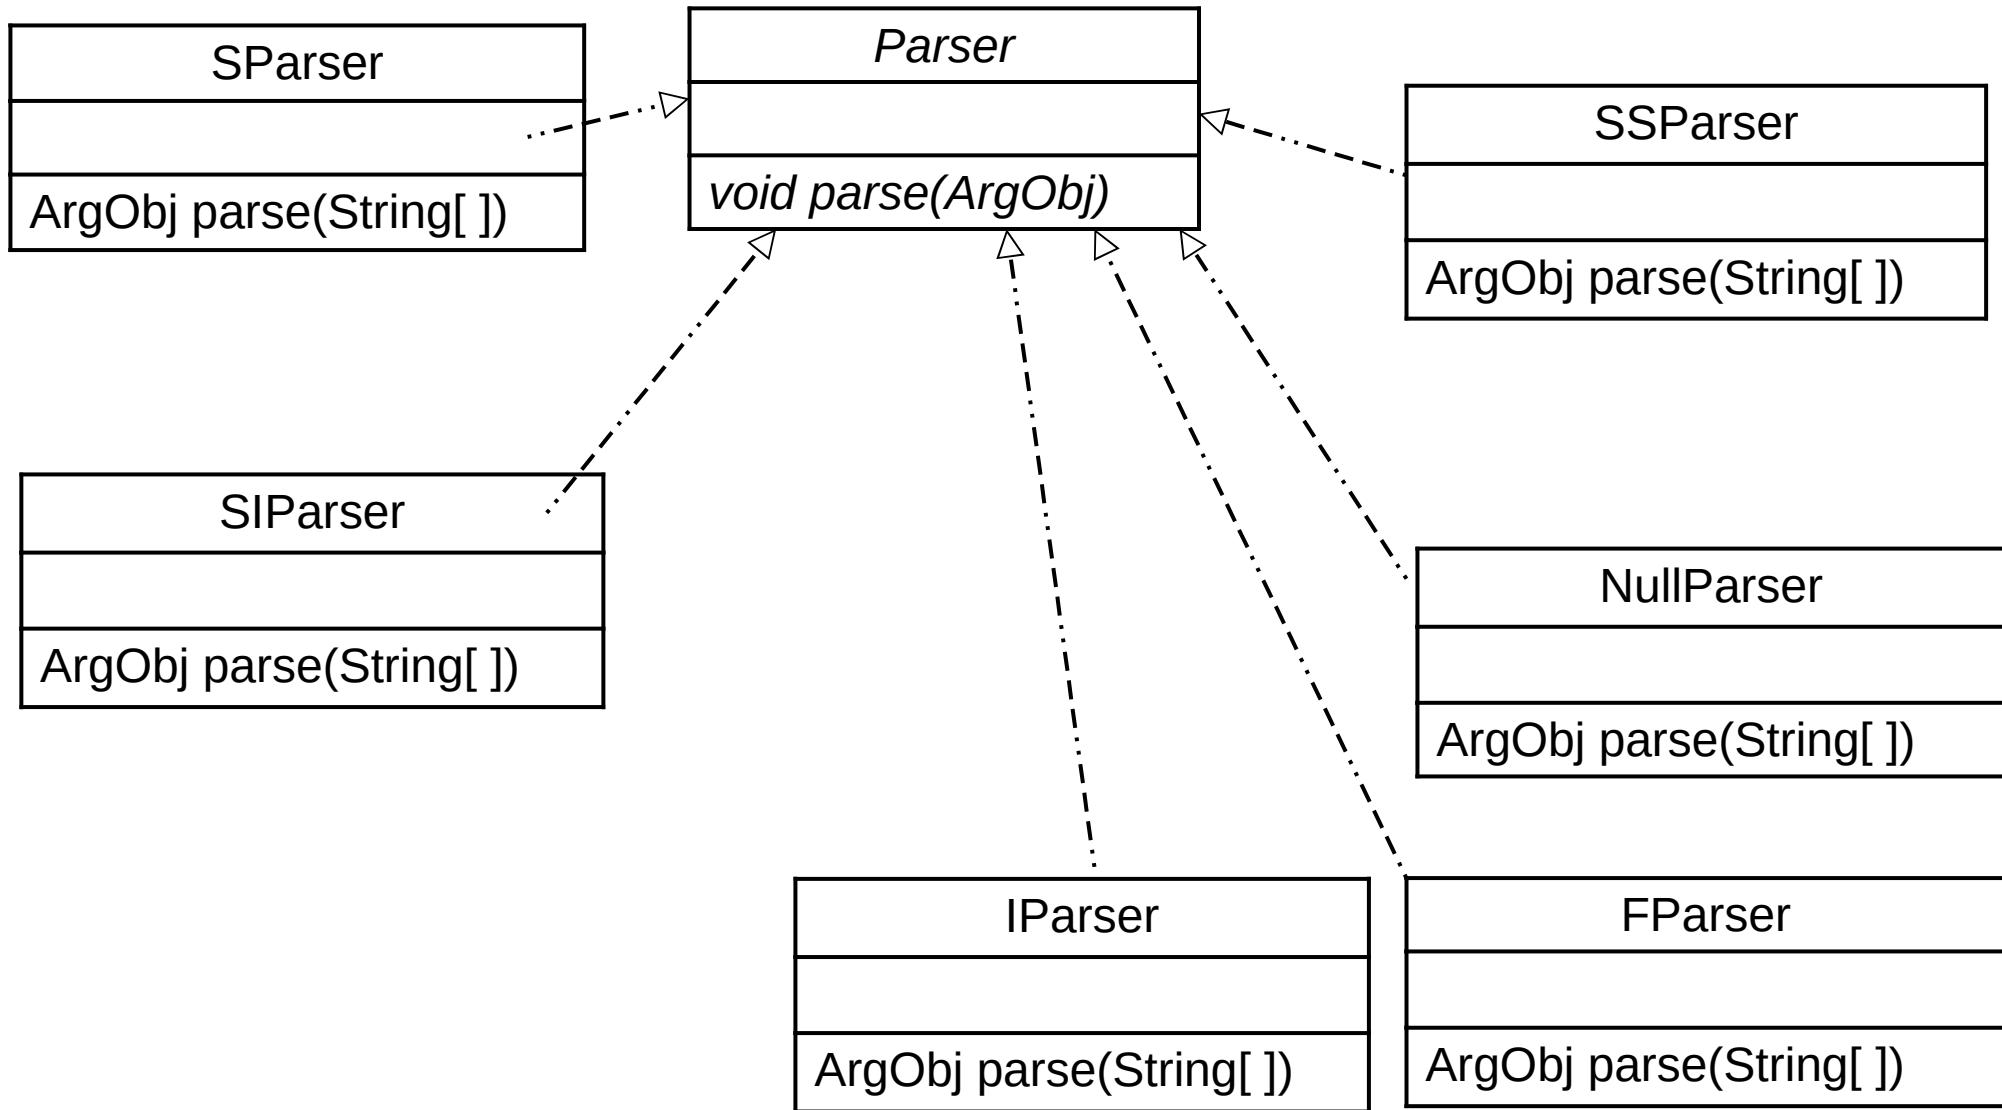 SParser
ArgObj parse(String[ ])
Parser
void parse(ArgObj)
SSParser
ArgObj parse(String[ ])
SIParser
ArgObj parse(String[ ])
NullParser
ArgObj parse(String[ ])
IParser
ArgObj parse(String[ ])
FParser
ArgObj parse(String[ ])